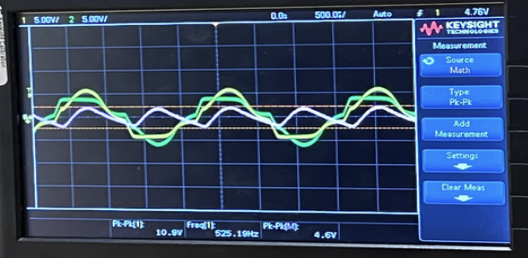 1 5.00V/ 2 5.00V/ 0.0s 500.0µ/ Auto 1 4.76V
KEYSIGHT
TECHNOLOGIES
Measurement
Source
Math
Type:
Pk-Pk
Add
Measurement
Settings
Clear Meas
Pk-Pk(1): Freq(1): Pk-Pk(M):
10.9V 525.19Hz 4.6V